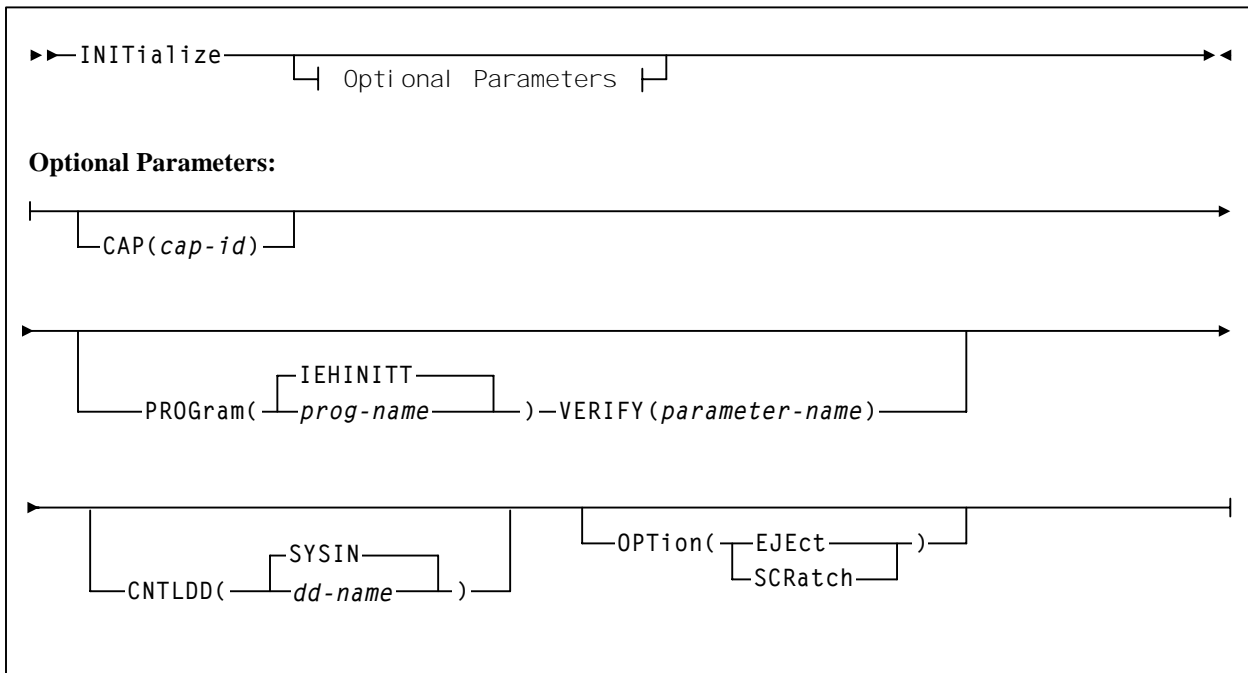 INITialize
Optional Parameters
Optional Parameters:
CAP(cap-id)
IEHINITT
PROGram( prog-name ) VERIFY(parameter-name)
SYSIN
CNTLDD( dd-name )
OPTion( EJEct )
SCRatch